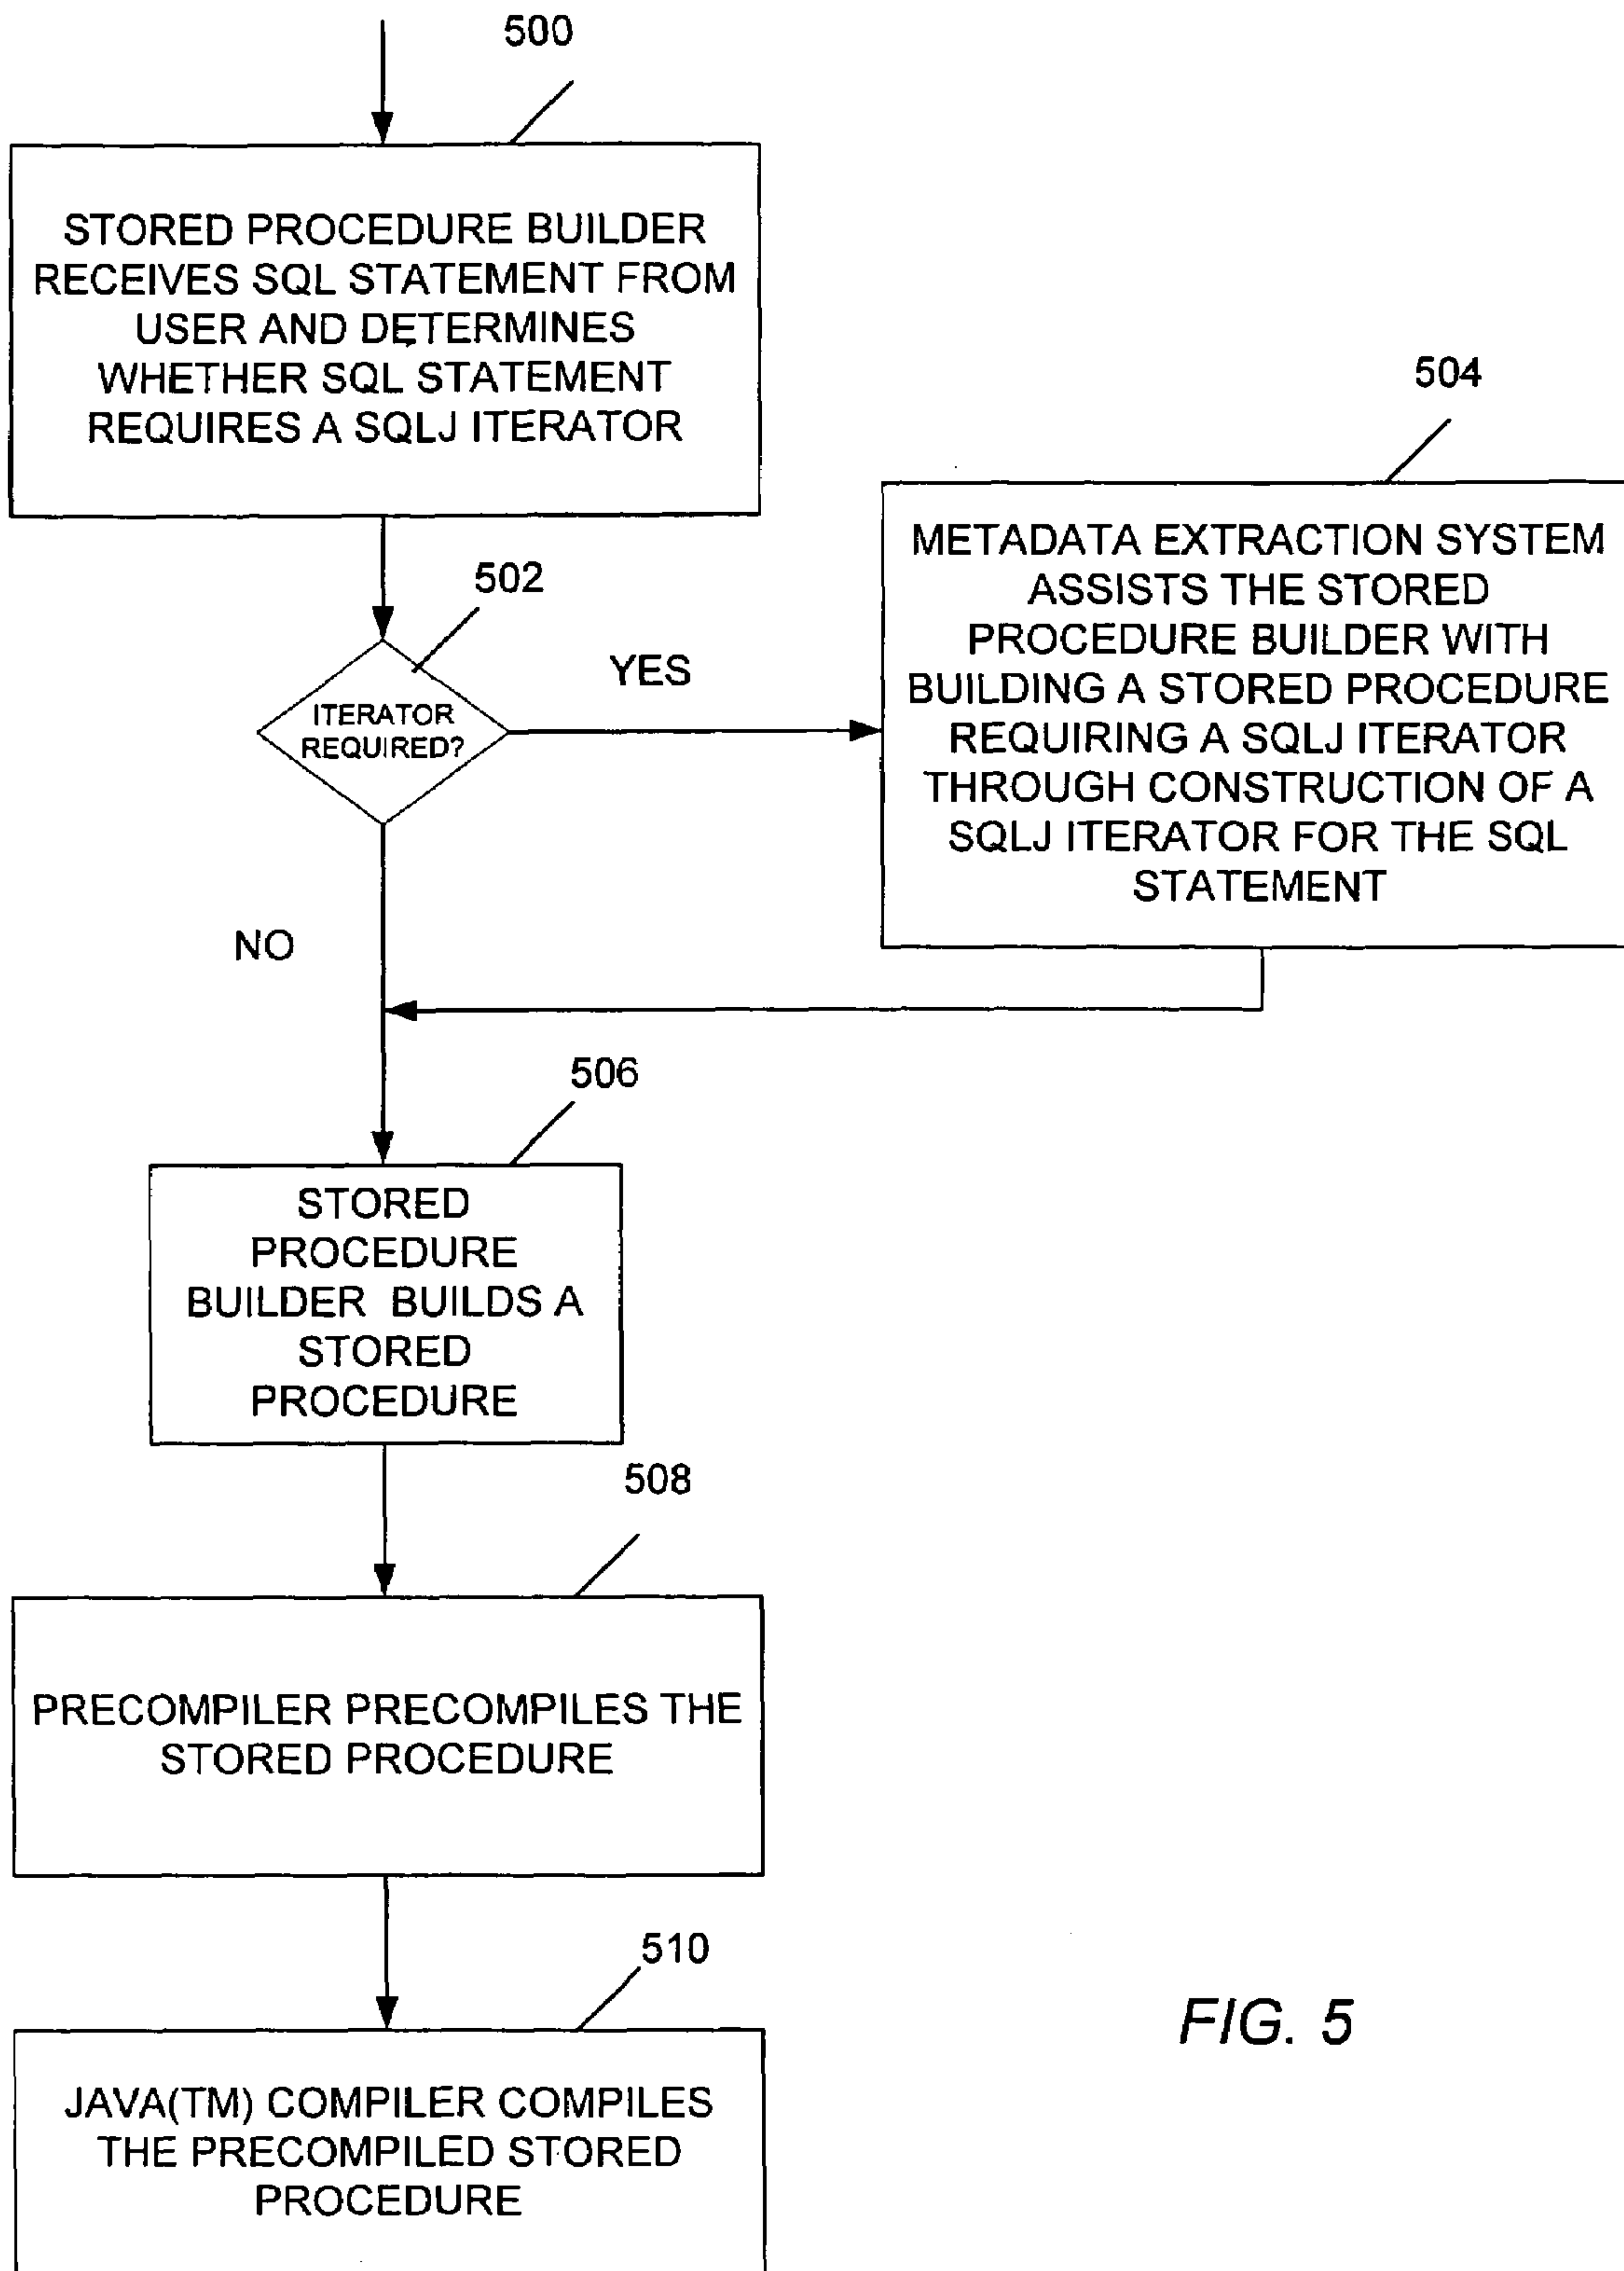 500
STORED PROCEDURE BUILDER
RECEIVES SQL STATEMENT FROM
USER AND DETERMINES
WHETHER SQL STATEMENT
REQUIRES A SQLJ ITERATOR
502
ITERATOR
REQUIRED?
YES
504
METADATA EXTRACTION SYSTEM
ASSISTS THE STORED
PROCEDURE BUILDER WITH
BUILDING A STORED PROCEDURE
REQUIRING A SQLJ ITERATOR
THROUGH CONSTRUCTION OF A
SQLJ ITERATOR FOR THE SQL
STATEMENT
NO
506
STORED
PROCEDURE
BUILDER BUILDS A
STORED
PROCEDURE
508
PRECOMPILER PRECOMPILES THE
STORED PROCEDURE
510
JAVA(TM) COMPILER COMPILES
THE PRECOMPILED STORED
PROCEDURE
FIG. 5